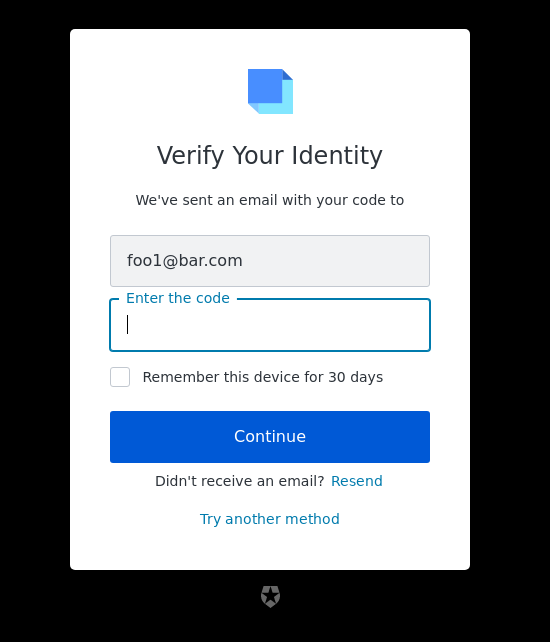 Verify Your Identity
We've sent an email with your code to
foo1@bar.com
Enter the code
Remember this device for 30 days
Continue
Didn't receive an email? Resend
Try another method